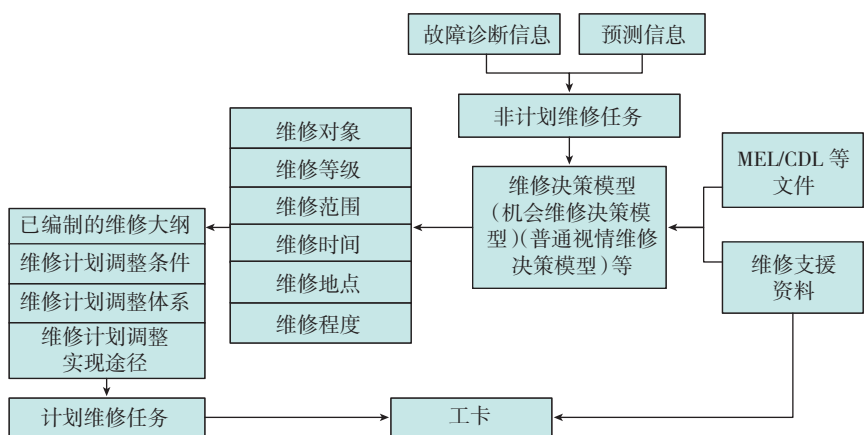 故障诊断信息
预测信息
非计划维修任务
维修对象
维修等级
维修范围
维修时间
维修地点
维修程度
维修决策模型
(机会维修决策模
型)(普通视情维修
决策模型)等
MEL/CDL 等
文件
维修支援
资料
已编制的维修大纲
维修计划调整条件
维修计划调整体系
维修计划调整
实现途径
计划维修任务
工卡